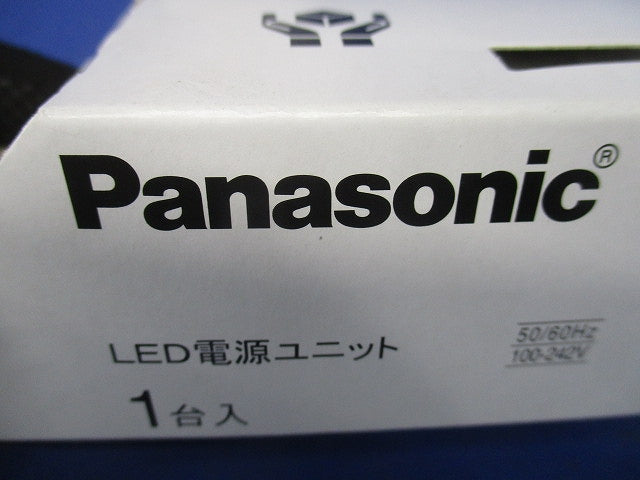 Panasonic®
LED電源ユニット
50/60Hz
100-242V
1台入